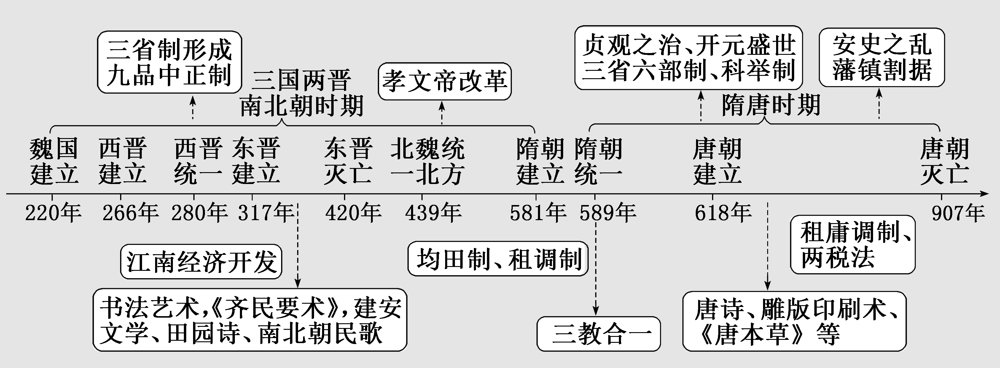 三省制形成
九品中正制
三国两晋
南北朝时期
孝文帝改革
贞观之治、开元盛世
三省六部制、科举制
隋唐时期
安史之乱
藩镇割据
魏国
建立
西晋
建立
西晋
统一
东晋
建立
东晋
灭亡
北魏统
一北方
隋朝
建立
隋朝
统一
唐朝
建立
唐朝
灭亡
220年
266年
280年
317年
420年
439年
581年
589年
618年
907年
江南经济开发
均田制、租调制
租庸调制、
两税法
书法艺术,《齐民要术》,建安
文学、田园诗、南北朝民歌
三教合一
唐诗、雕版印刷术、
《唐本草》等